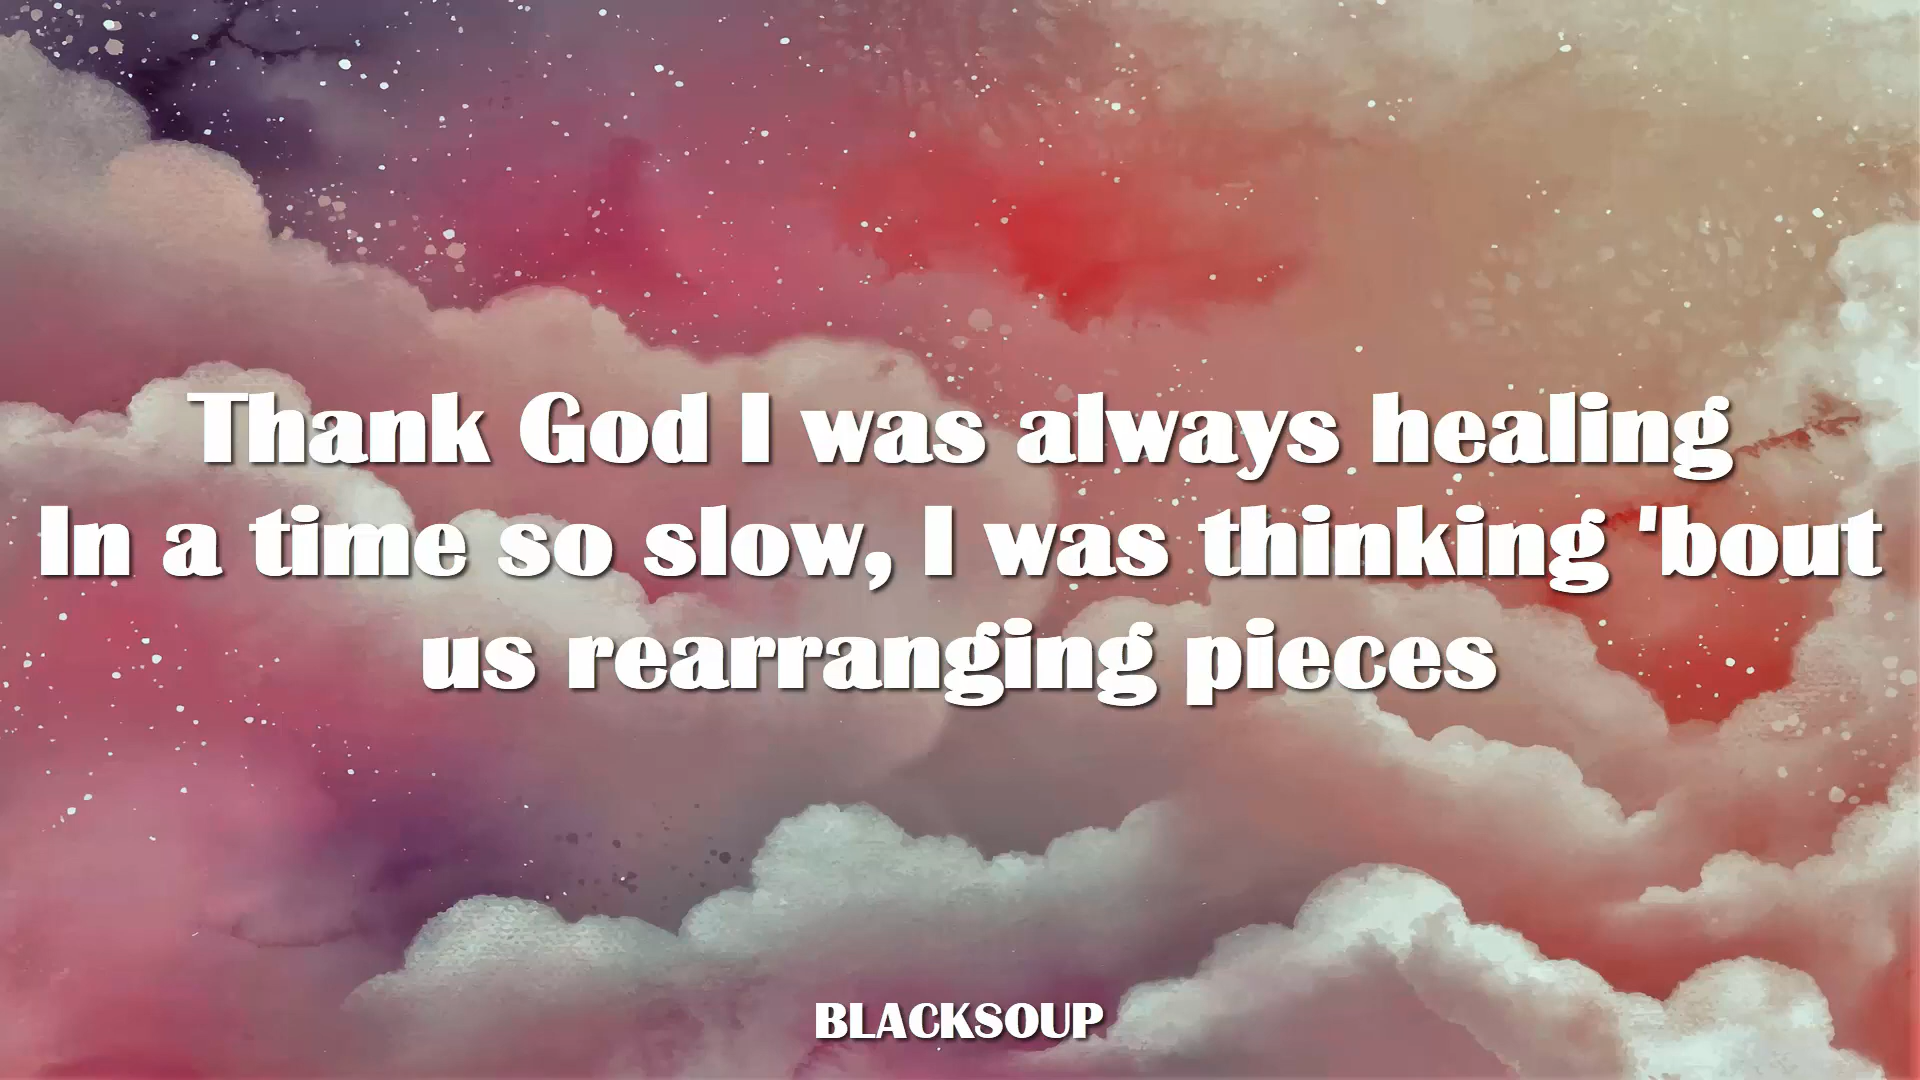 Thank God I was always healing
In a time so slow, I was thinking 'bout
us rearranging pieces
BLACKSOUP